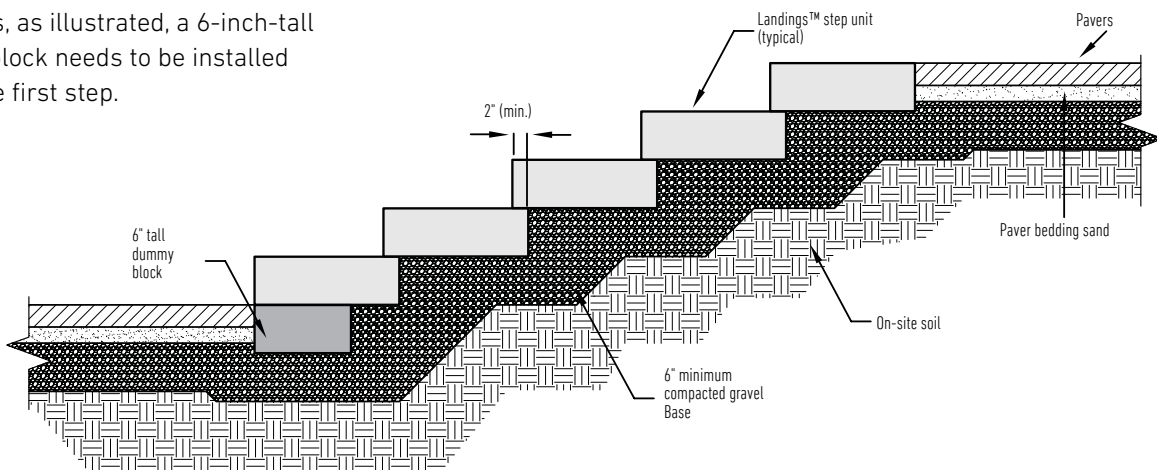 s, as illustrated, a 6-inch-tall
lock needs to be installed
e first step.
Landings™ step unit
(typical)
Pavers
2" (min.)
6" tall
dummy
block
Paver bedding sand
On-site soil
6" minimum
compacted gravel
Base